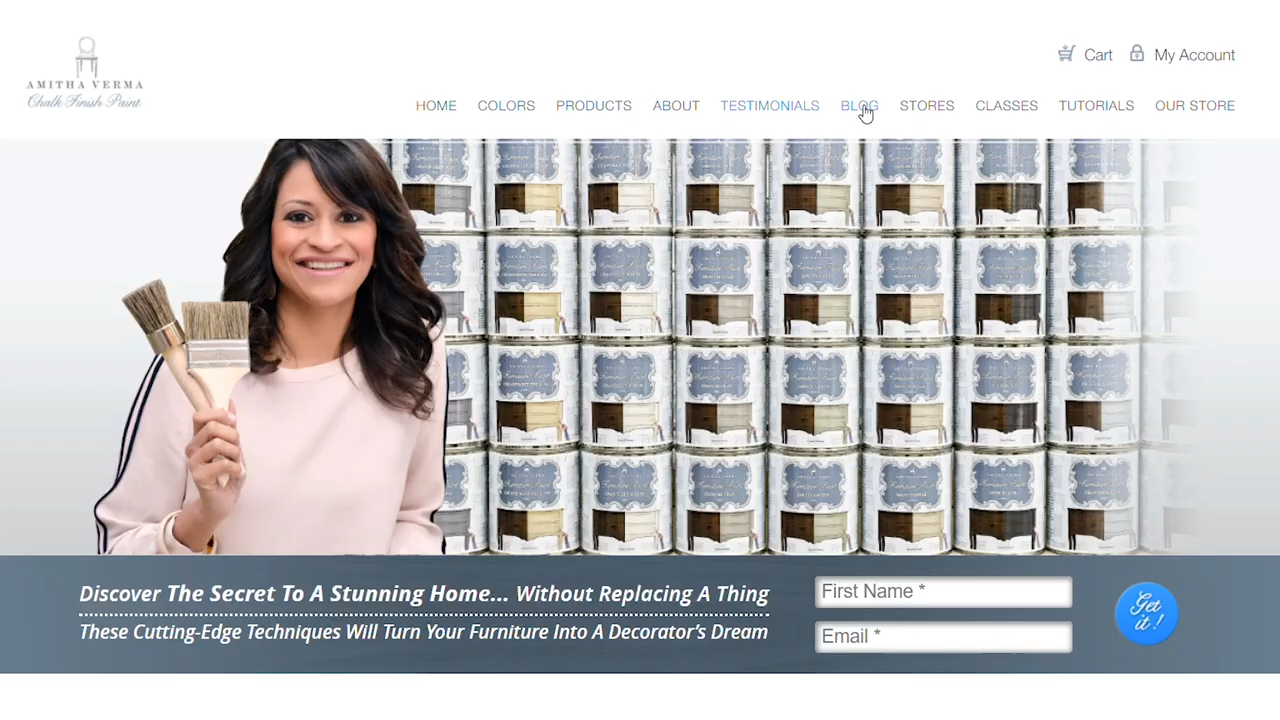 Cart My Account
AMITHA VERMA
Chalk Finish Paint
HOME COLORS PRODUCTS ABOUT TESTIMONIALS BLOG STORES CLASSES TUTORIALS OUR STORE
Discover The Secret To A Stunning Home... Without Replacing A Thing
These Cutting-Edge Techniques Will Turn Your Furniture Into A Decorator's Dream
First Name *
Email *
Get
it!